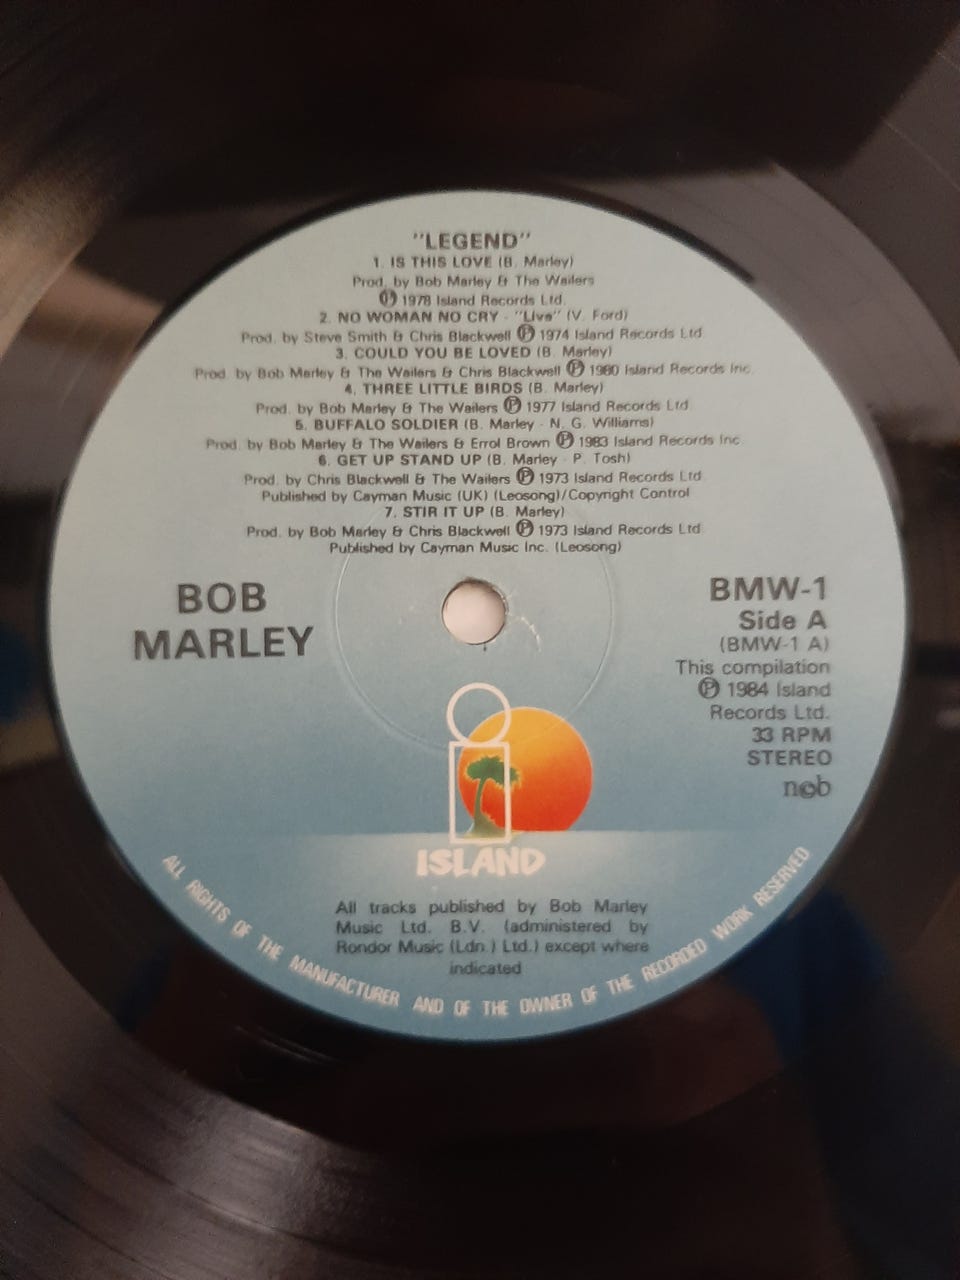 "LEGEND"
1. IS THIS LOVE (B. Marley)
Prod. by Bob Marley & The Wailers
Ⓟ 1978 Island Records Ltd.
2. NO WOMAN NO CRY - "Live" (V. Ford)
Prod. by Steve Smith & Chris Blackwell Ⓟ 1974 Island Records Ltd.
3. COULD YOU BE LOVED (B. Marley)
Prod. by Bob Marley & The Wailers & Chris Blackwell Ⓟ 1980 Island Records Inc.
4. THREE LITTLE BIRDS (B. Marley)
Prod. by Bob Marley & The Wailers Ⓟ 1977 Island Records Ltd.
5. BUFFALO SOLDIER (B. Marley - N. G. Williams)
Prod. by Bob Marley & The Wailers & Errol Brown Ⓟ 1983 Island Records Inc.
6. GET UP STAND UP (B. Marley - P. Tosh)
Prod. by Chris Blackwell & The Wailers Ⓟ 1973 Island Records Ltd.
Published by Cayman Music (UK) (Leosong)/Copyright Control
7. STIR IT UP (B. Marley)
Prod. by Bob Marley & Chris Blackwell Ⓟ 1973 Island Records Ltd.
Published by Cayman Music Inc. (Leosong)
BOB
MARLEY
BMW-1
Side A
(BMW-1 A)
This compilation
Ⓟ 1984 Island
Records Ltd.
33 RPM
STEREO
ncb
ISLAND
All tracks published by Bob Marley
Music Ltd. B.V. (administered by
Rondor Music (Ldn.) Ltd.) except where
indicated
ALL RIGHTS OF THE MANUFACTURER AND OF THE OWNER OF THE RECORDED WORK RESERVED